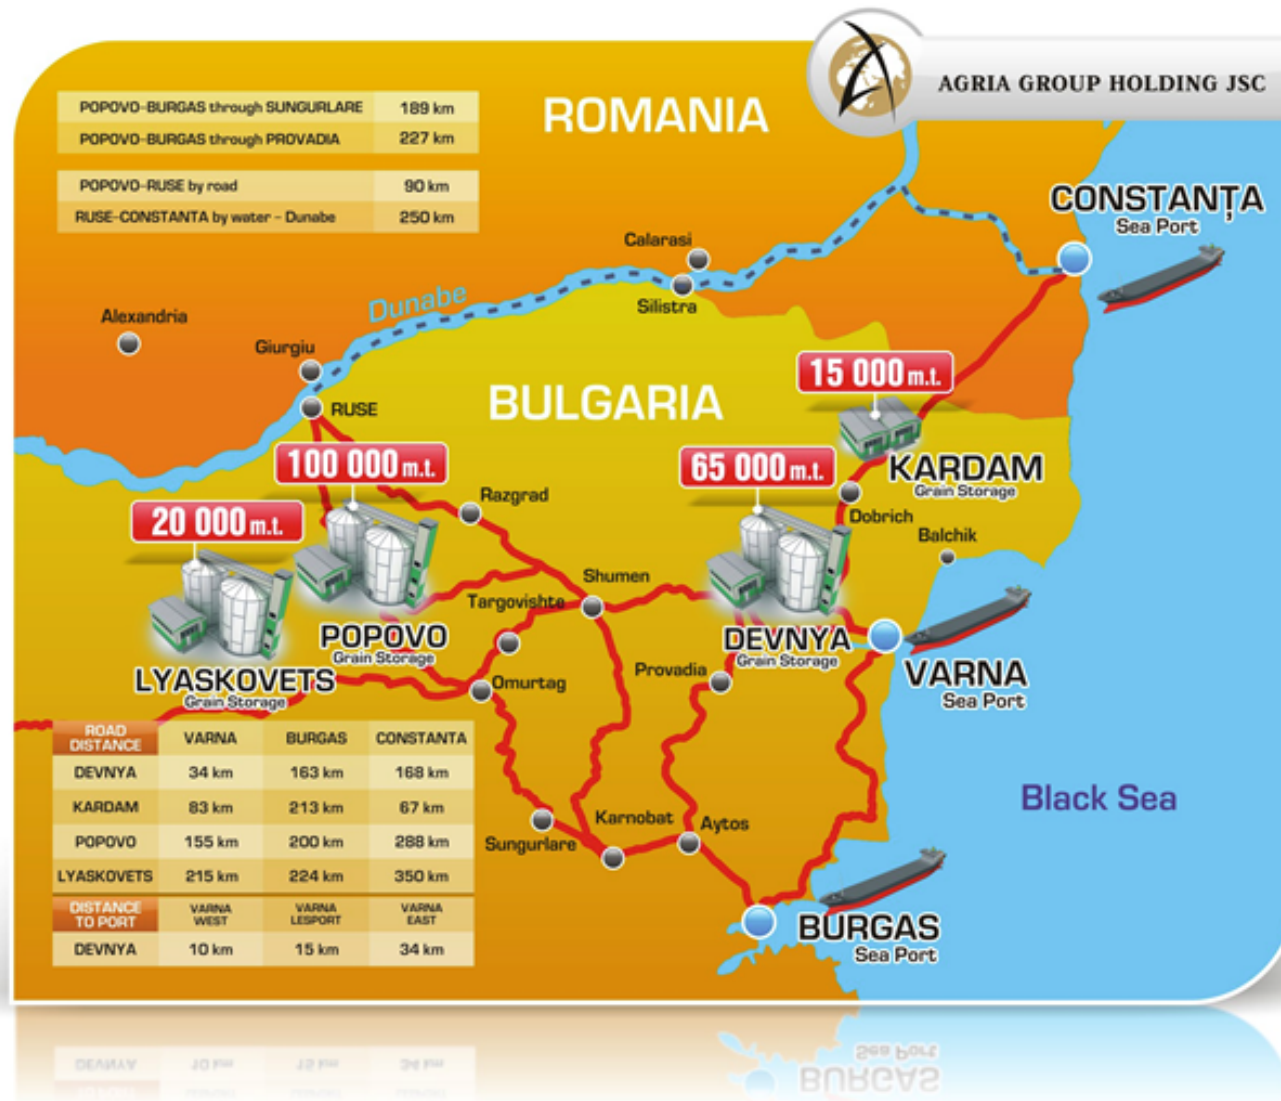 AGRIA GROUP HOLDING JSC
POPOVO-BURGAS through SUNGURLARE 189 km
POPOVO-BURGAS through PROVADIA 227 km
POPOVO-RUSE by road 90 km
RUSE-CONSTANTA by water - Dunabe 250 km
ROMANIA
CONSTANȚA
Sea Port
Calarasi
Silistra
Dunabe
Alexandria
Giurgiu
RUSE
BULGARIA
15 000 m.t.
KARDAM
Grain Storage
100 000 m.t.
65 000 m.t.
20 000 m.t.
Razgrad
Dobrich
Balchik
Shumen
Targovishte
POPOVO
Grain Storage
DEVNYA
Grain Storage
LYASKOVETS
Grain Storage
Omurtag
Provadia
VARNA
Sea Port
Black Sea
Sungurlare
Karnobat
Aytos
BURGAS
Sea Port
ROAD DISTANCE VARNA BURGAS CONSTANTA
DEVNYA 34 km 163 km 168 km
KARDAM 83 km 213 km 67 km
POPOVO 155 km 200 km 288 km
LYASKOVETS 215 km 224 km 350 km
DISTANCE TO PORT VARNA WEST VARNA LESPORT VARNA EAST
DEVNYA 10 km 15 km 34 km